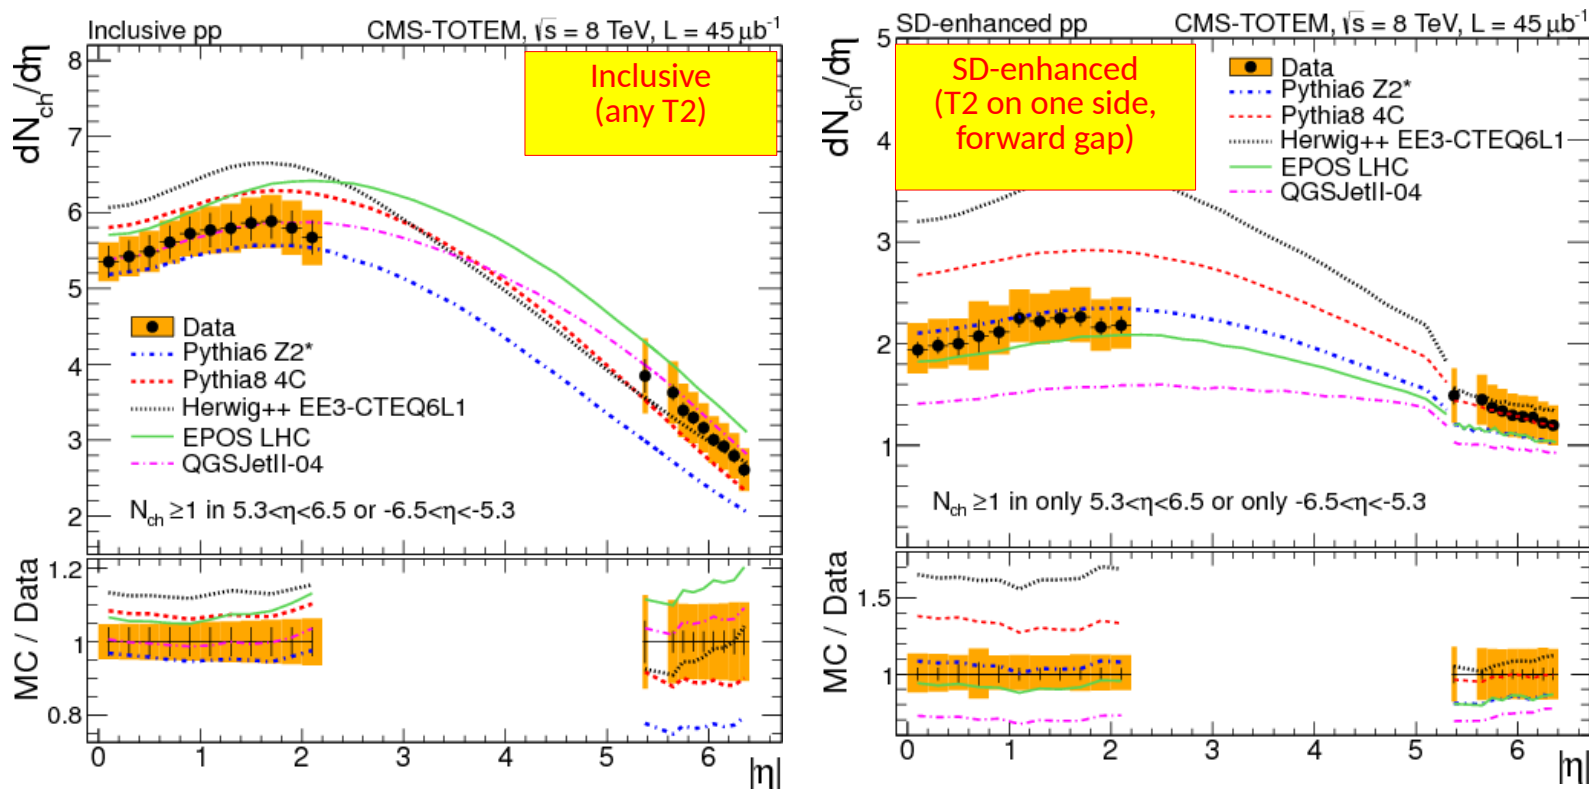 Inclusive pp
CMS-TOTEM, √s = 8 TeV, L = 45 μb⁻¹
dN_ch/dη
Inclusive
(any T2)
8
7
6
5
4
3
2
Data
Pythia6 Z2*
Pythia8 4C
Herwig++ EE3-CTEQ6L1
EPOS LHC
QGSJetII-04
N_ch ≥1 in 5.3<η<6.5 or -6.5<η<-5.3
MC / Data
1.2
1
0.8
0 1 2 3 4 5 6
|η|
SD-enhanced pp
CMS-TOTEM, √s = 8 TeV, L = 45 μb⁻¹
dN_ch/dη
SD-enhanced
(T2 on one side,
forward gap)
5
4
3
2
1
Data
Pythia6 Z2*
Pythia8 4C
Herwig++ EE3-CTEQ6L1
EPOS LHC
QGSJetII-04
N_ch ≥1 in only 5.3<η<6.5 or only -6.5<η<-5.3
MC / Data
1.5
1
0 1 2 3 4 5 6
|η|